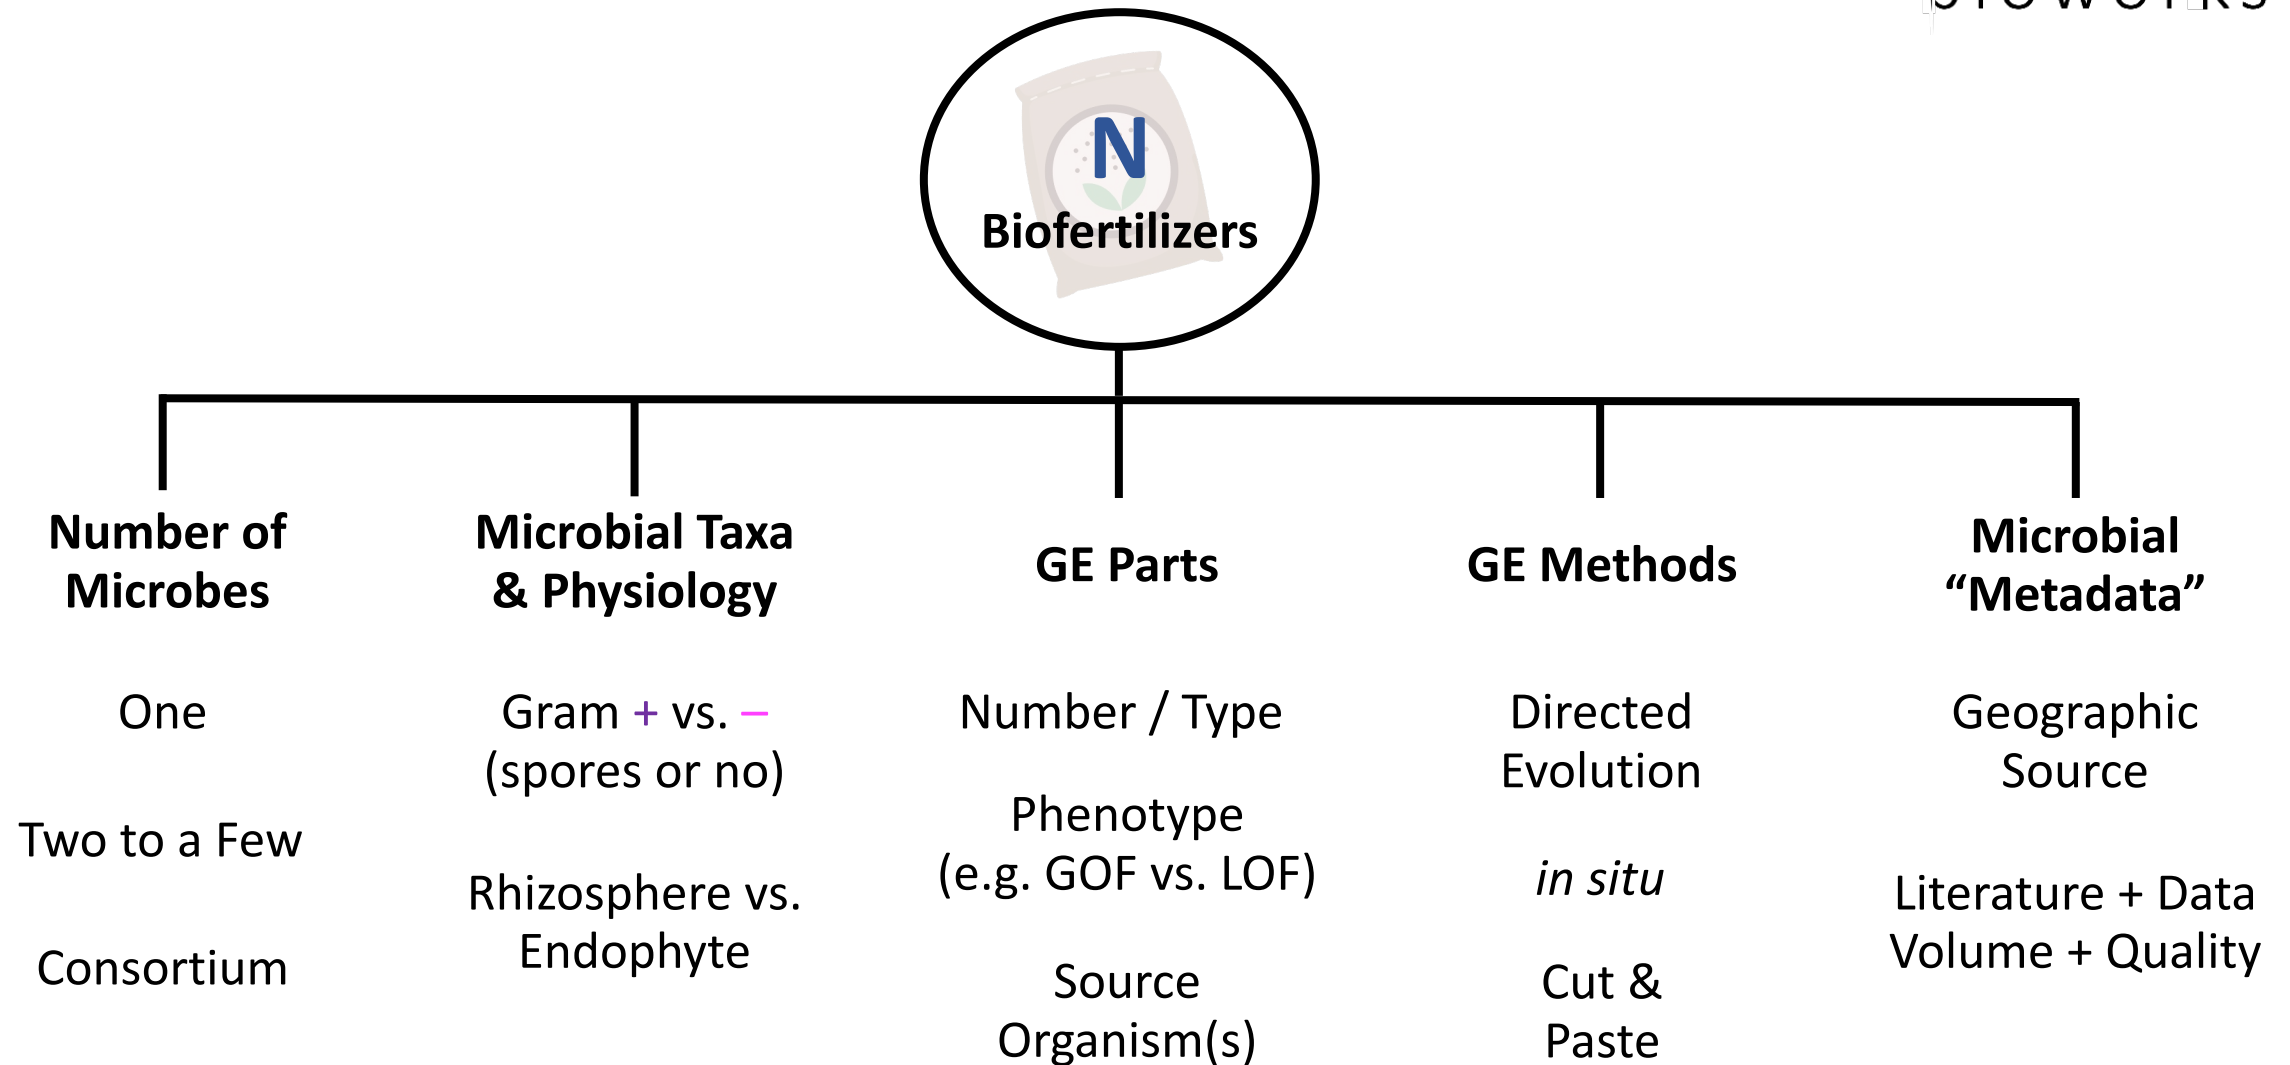 N
Biofertilizers
Number of
Microbes
One
Two to a Few
Consortium
Microbial Taxa
& Physiology
Gram + vs. –
(spores or no)
Rhizosphere vs.
Endophyte
GE Parts
Number / Type
Phenotype
(e.g. GOF vs. LOF)
Source
Organism(s)
GE Methods
Directed
Evolution
in situ
Cut &
Paste
Microbial
“Metadata”
Geographic
Source
Literature + Data
Volume + Quality